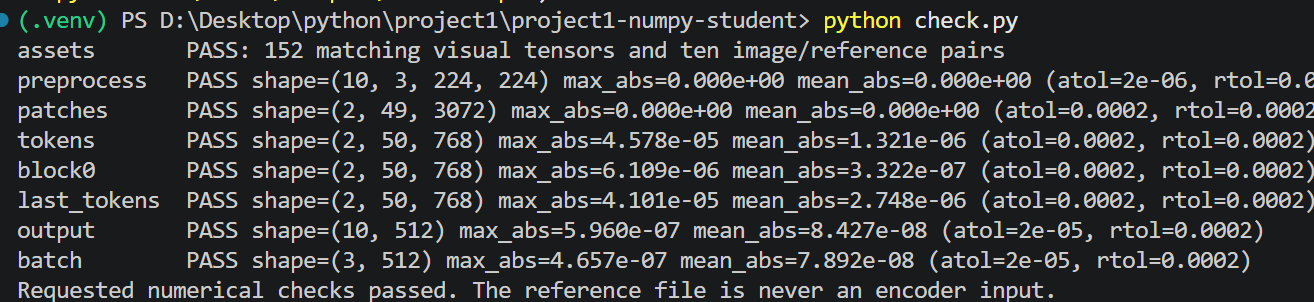 (.venv) PS D:\Desktop\python\project1\project1-numpy-student> python check.py
assets PASS: 152 matching visual tensors and ten image/reference pairs
preprocess PASS shape=(10, 3, 224, 224) max_abs=0.000e+00 mean_abs=0.000e+00 (atol=2e-06, rtol=0.0
patches PASS shape=(2, 49, 3072) max_abs=0.000e+00 mean_abs=0.000e+00 (atol=0.0002, rtol=0.0002
tokens PASS shape=(2, 50, 768) max_abs=4.578e-05 mean_abs=1.321e-06 (atol=0.0002, rtol=0.0002)
block0 PASS shape=(2, 50, 768) max_abs=6.109e-06 mean_abs=3.322e-07 (atol=0.0002, rtol=0.0002)
last_tokens PASS shape=(2, 50, 768) max_abs=4.101e-05 mean_abs=2.748e-06 (atol=0.0002, rtol=0.0002)
output PASS shape=(10, 512) max_abs=5.960e-07 mean_abs=8.427e-08 (atol=2e-05, rtol=0.0002)
batch PASS shape=(3, 512) max_abs=4.657e-07 mean_abs=7.892e-08 (atol=2e-05, rtol=0.0002)
Requested numerical checks passed. The reference file is never an encoder input.